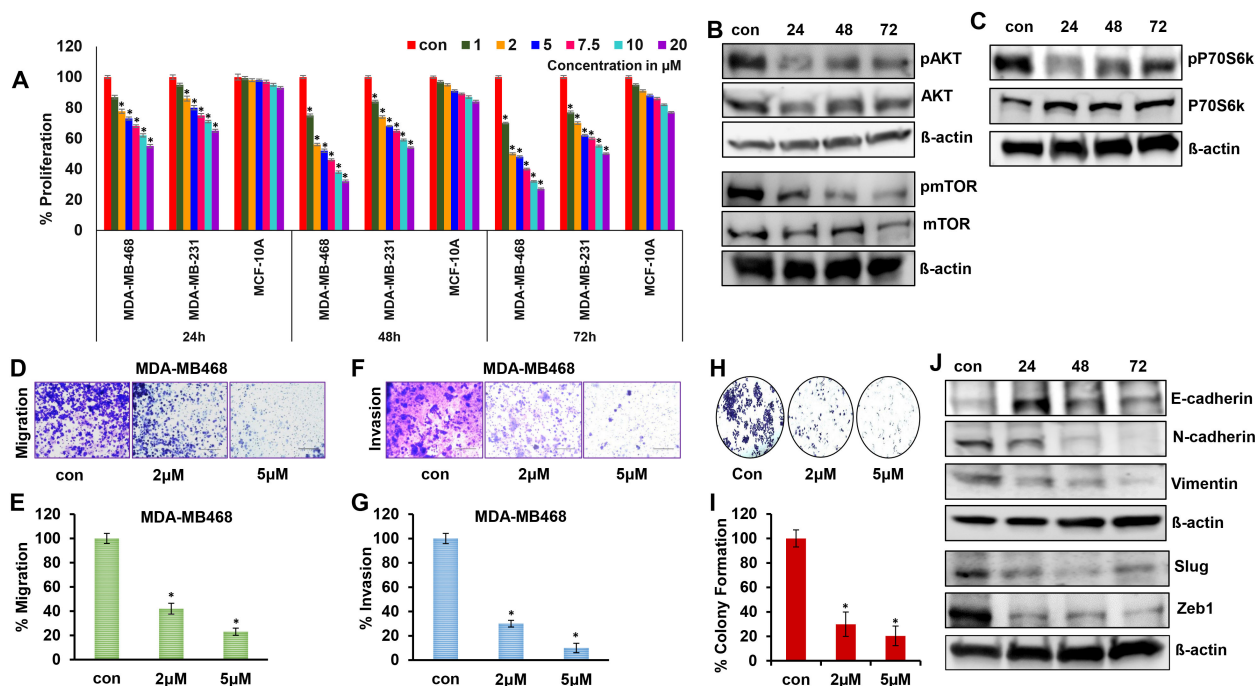 A
% Proliferation
120
100
80
60
40
20
0
con 1 2 5 7.5 10 20
Concentration in µM
* * * * * * * * * *
* * * * * * * * * * *
* * * * * * * * * *
MDA-MB-468 MDA-MB-231 MCF-10A MDA-MB-468 MDA-MB-231 MCF-10A MDA-MB-468 MDA-MB-231 MCF-10A
24h 48h 72h
B
con 24 48 72
pAKT
AKT
ß-actin
pmTOR
mTOR
ß-actin
C
con 24 48 72
pP70S6k
P70S6k
ß-actin
D
MDA-MB468
Migration
con 2µM 5µM
E
MDA-MB468
% Migration
120
100
80
60
40
20
0
* *
con 2µM 5µM
F
MDA-MB468
Invasion
con 2µM 5µM
G
MDA-MB468
% Invasion
120
100
80
60
40
20
0
* *
con 2µM 5µM
H
Con 2µM 5µM
I
% Colony Formation
120
100
80
60
40
20
0
* *
con 2µM 5µM
J
con 24 48 72
E-cadherin
N-cadherin
Vimentin
ß-actin
Slug
Zeb1
ß-actin